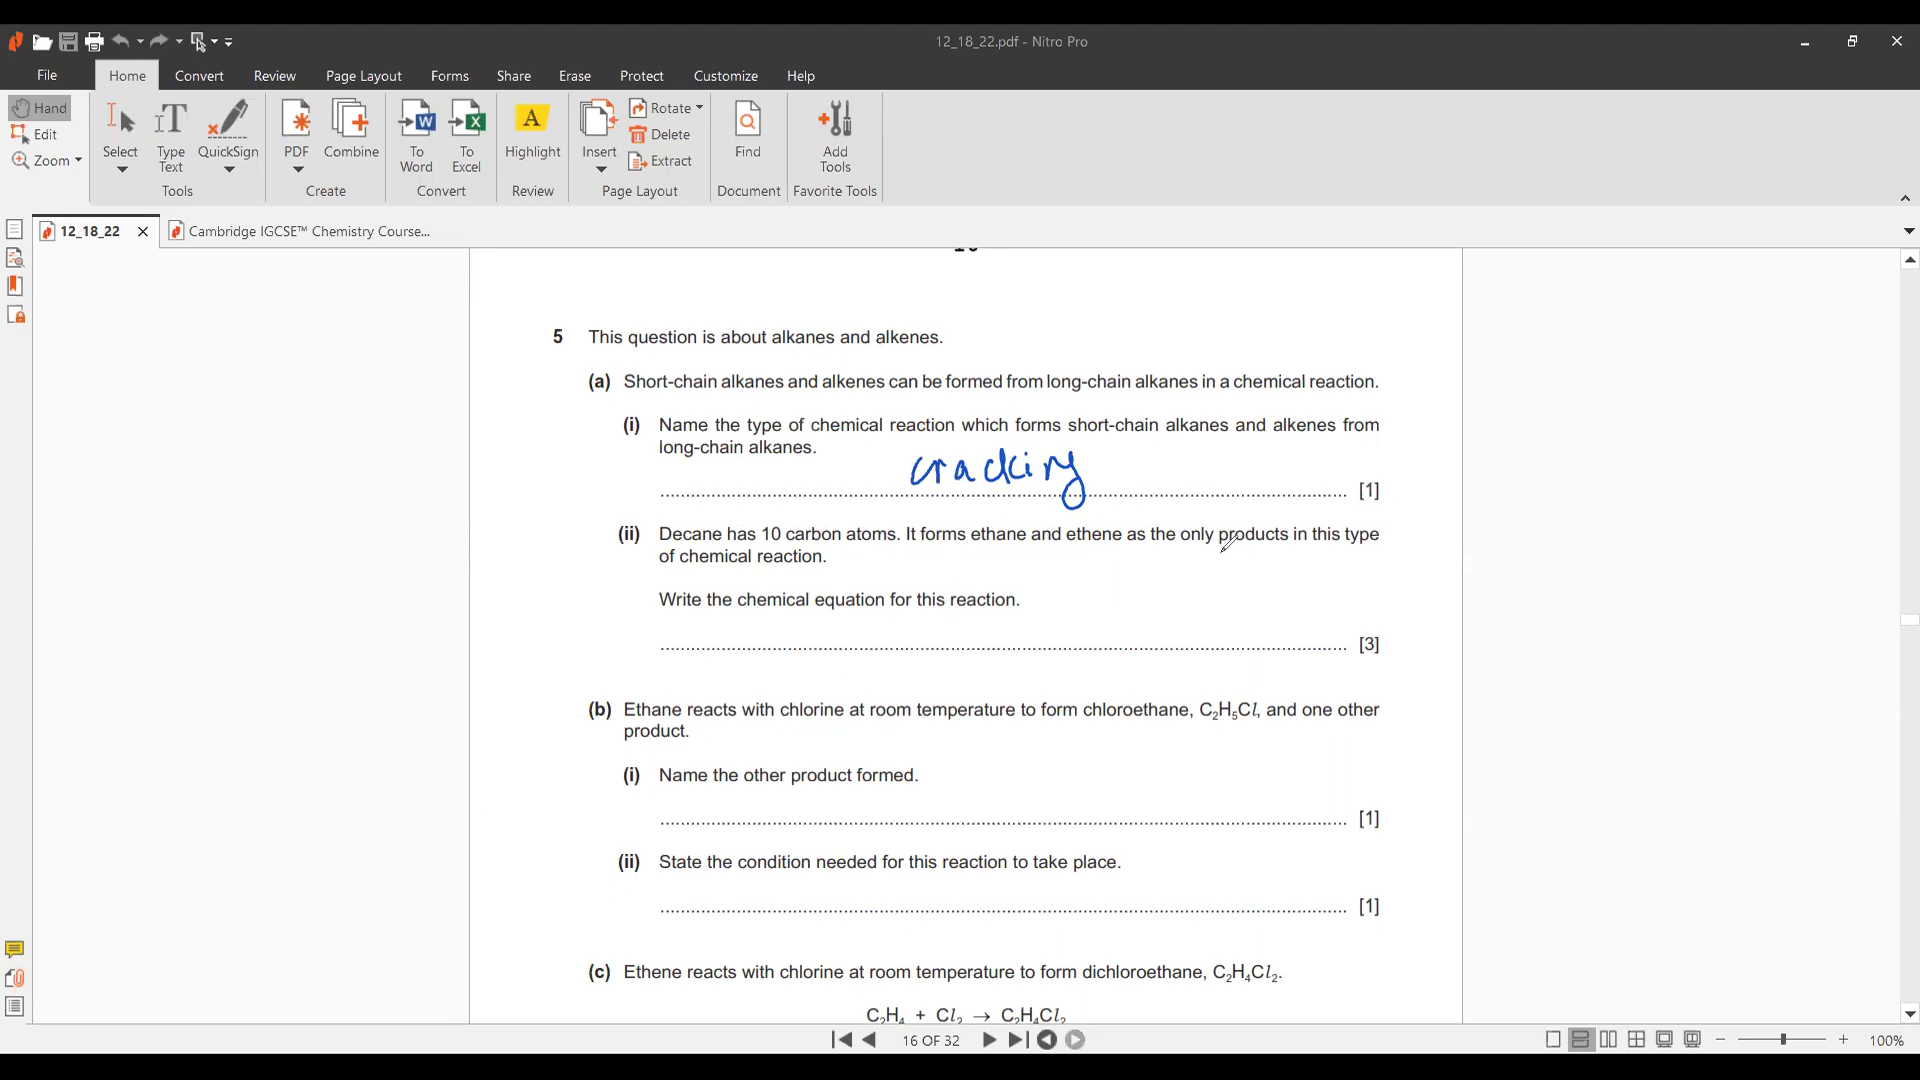 12_18_22.pdf - Nitro Pro
File Home Convert Review Page Layout Forms Share Erase Protect Customize Help
Hand
Edit
Zoom
Select
Type Text
QuickSign
Tools
PDF
Combine
Create
To Word
To Excel
Convert
Highlight
Review
Insert
Rotate
Delete
Extract
Page Layout
Find
Document
Add Tools
Favorite Tools
12_18_22
Cambridge IGCSE™ Chemistry Course...
5 This question is about alkanes and alkenes.
(a) Short-chain alkanes and alkenes can be formed from long-chain alkanes in a chemical reaction.
(i) Name the type of chemical reaction which forms short-chain alkanes and alkenes from
long-chain alkanes.
cracking
[1]
(ii) Decane has 10 carbon atoms. It forms ethane and ethene as the only products in this type
of chemical reaction.
Write the chemical equation for this reaction.
[3]
(b) Ethane reacts with chlorine at room temperature to form chloroethane, C₂H₅Cl, and one other
product.
(i) Name the other product formed.
[1]
(ii) State the condition needed for this reaction to take place.
[1]
(c) Ethene reacts with chlorine at room temperature to form dichloroethane, C₂H₄Cl₂.
C₂H₄ + Cl₂ → C₂H₄Cl₂
16 OF 32
100%